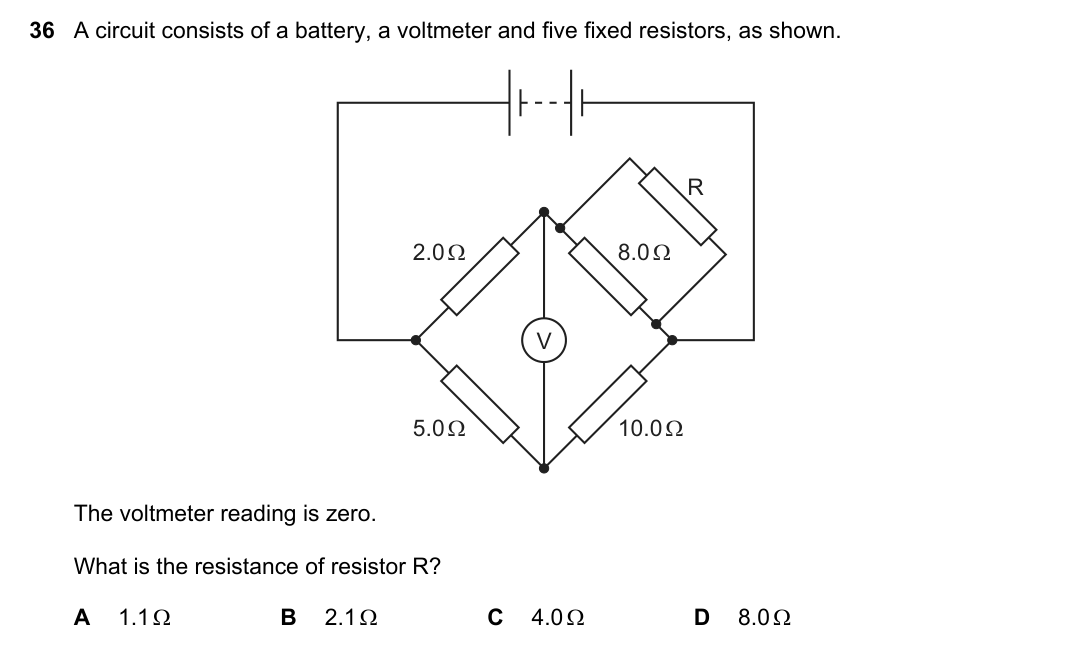 36 A circuit consists of a battery, a voltmeter and five fixed resistors, as shown.
R
2.0Ω
8.0Ω
V
5.0Ω
10.0Ω
The voltmeter reading is zero.
What is the resistance of resistor R?
A 1.1Ω B 2.1Ω C 4.0Ω D 8.0Ω